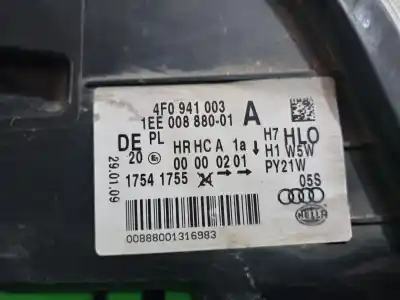 4F0 941 003
1EE 008 880-01 A
DE PL HR HC A 1a ↓ H7 HLO
20 00 00 02 01 H1 W5W
PY21W
1754 1755 24 → → 05S
29.01.09
HELLA
00888001316983